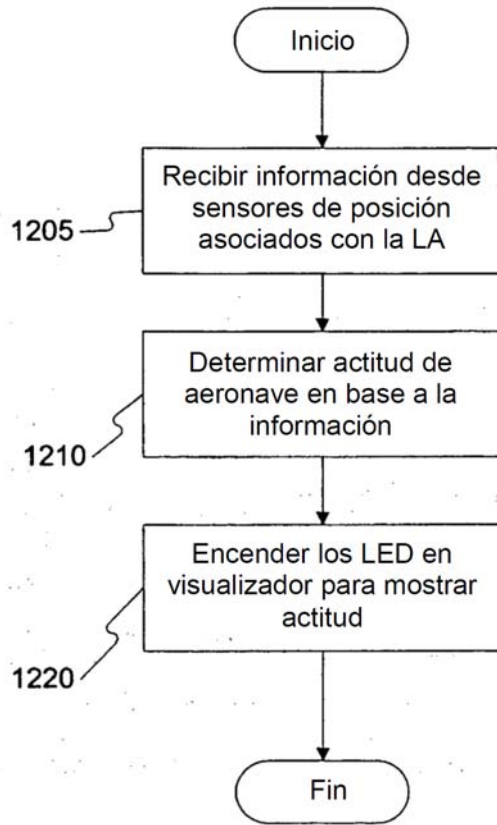 Inicio
Recibir información desde
sensores de posición
asociados con la LA
1205
Determinar actitud de
aeronave en base a la
información
1210
Encender los LED en
visualizador para mostrar
actitud
1220
Fin